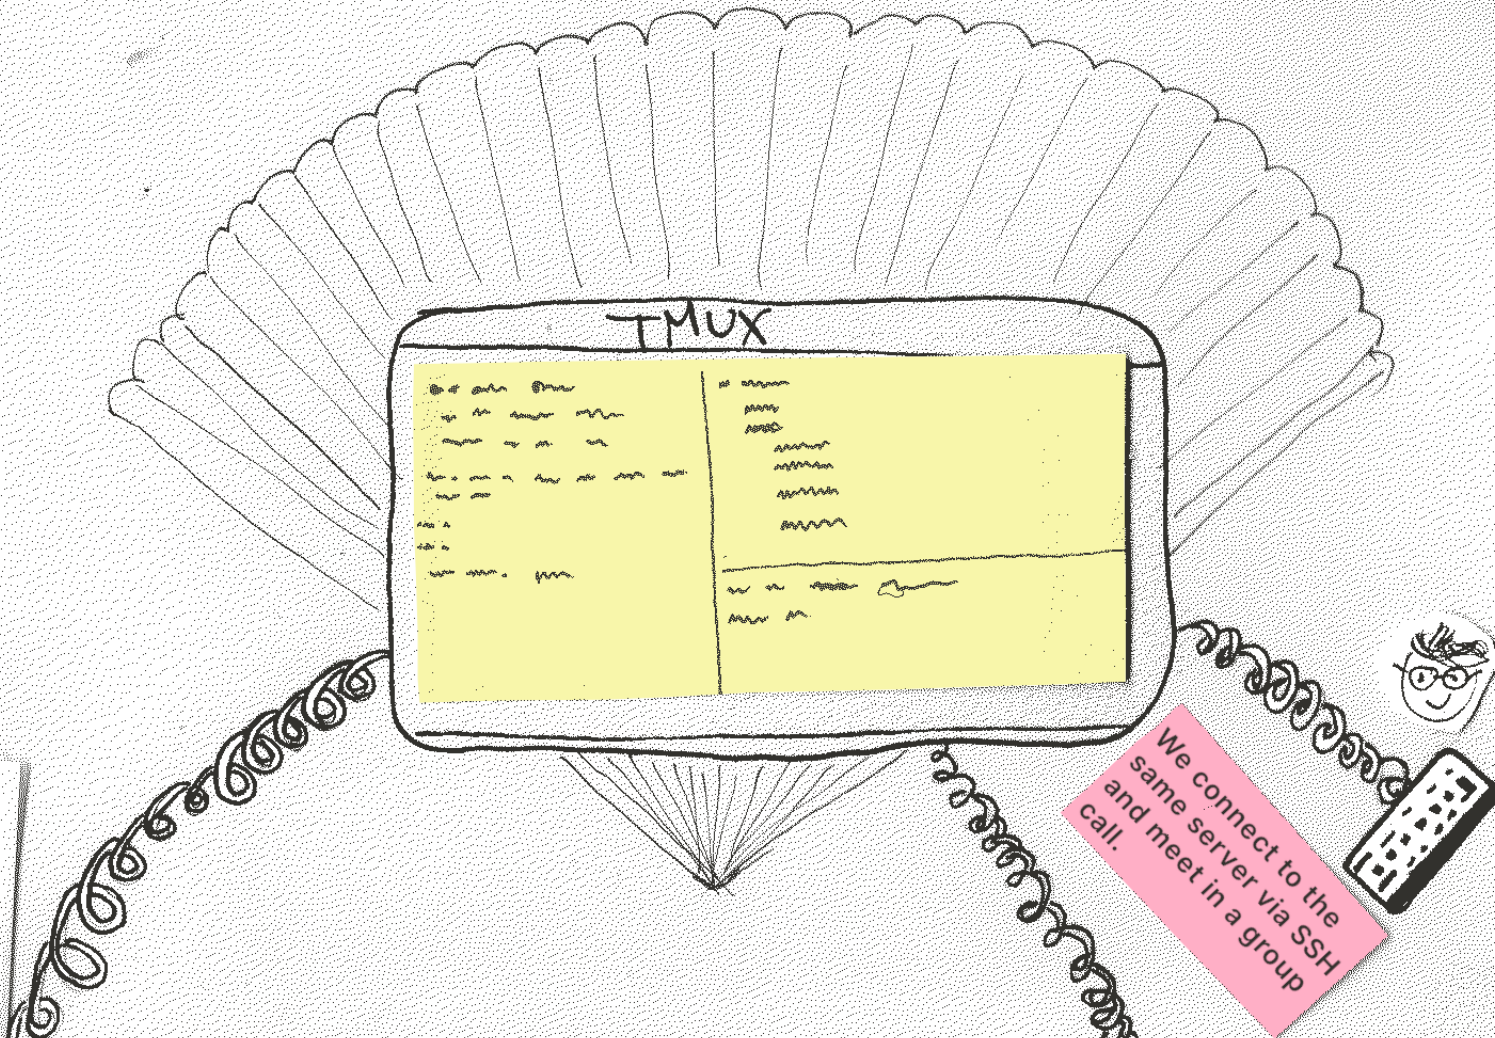 TMUX
We connect to the
same server via SSH
and meet in a group
call.